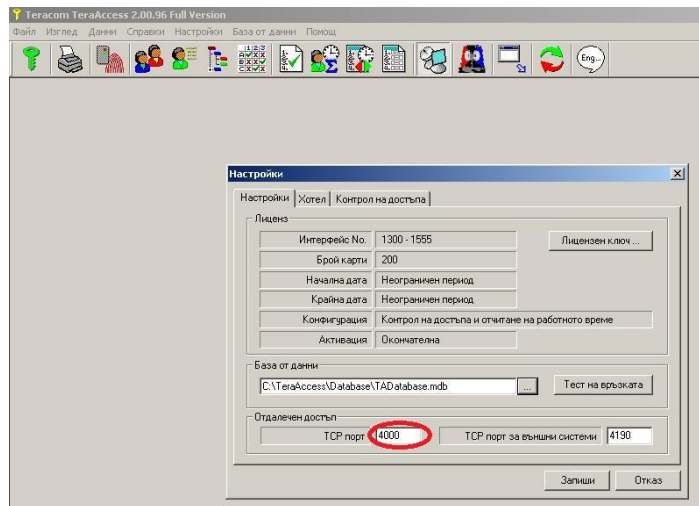 Teracom TeraAccess 2.00.96 Full Version
Файл Изглед Данни Справки Настройки База от данни Помощ
Eng...
Настройки
Настройки Хотел Контрол на достъпа
Лиценз
Интерфейс No. 1300 - 1555 Лицензен ключ ...
Брой карти 200
Начална дата Неограничен период
Крайна дата Неограничен период
Конфигурация Контрол на достъпа и отчитане на работното време
Активация Окончателна
База от данни
C:\TeraAccess\Database\TADatabase.mdb ... Тест на връзката
Отдалечен достъп
TCP порт 4000 TCP порт за външни системи 4190
Запиши Отказ